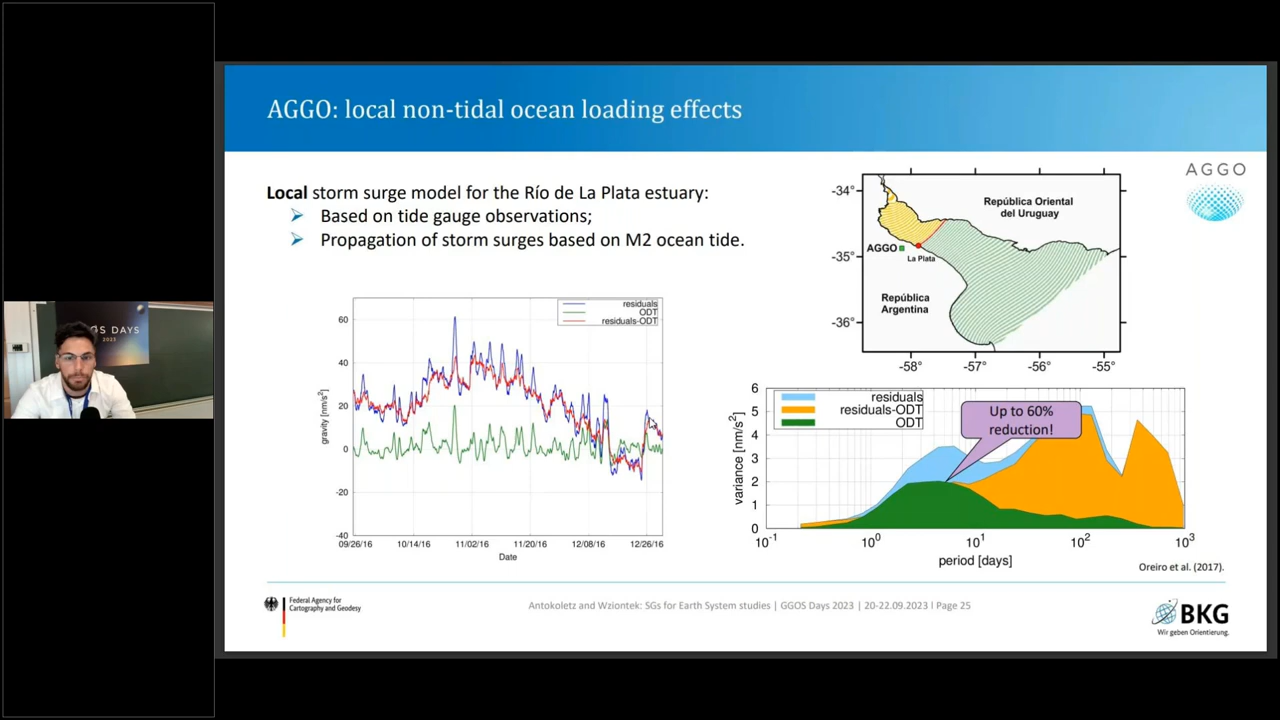 AGGO: local non-tidal ocean loading effects
Local storm surge model for the Río de La Plata estuary:
Based on tide gauge observations;
Propagation of storm surges based on M2 ocean tide.
AGGO
-34°
-35°
-36°
-58°
-57°
-56°
-55°
República Oriental
del Uruguay
AGGO
La Plata
República
Argentina
residuals
ODT
residuals-ODT
gravity [nm/s²]
60
40
20
0
-20
-40
09/26/16
10/14/16
11/02/16
11/20/16
12/08/16
12/26/16
Date
residuals
residuals-ODT
ODT
Up to 60%
reduction!
variance [nm/s²]
6
5
4
3
2
1
0
10⁻¹
10⁰
10¹
10²
10³
period [days]
Oreiro et al. (2017).
Federal Agency for
Cartography and Geodesy
Antokoletz and Wziontek: SGs for Earth System studies | GGOS Days 2023 | 20-22.09.2023 | Page 25
BKG
Wir geben Orientierung.
OS DAYS
2023